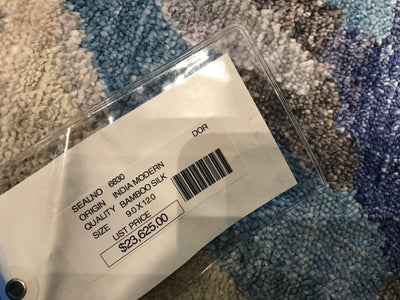 SEALNO 6830
ORIGIN INDIA MODERN
QUALITY BAMBOO SILK
SIZE 9.0 X 12.0
LIST PRICE
$23,625.00
DOR